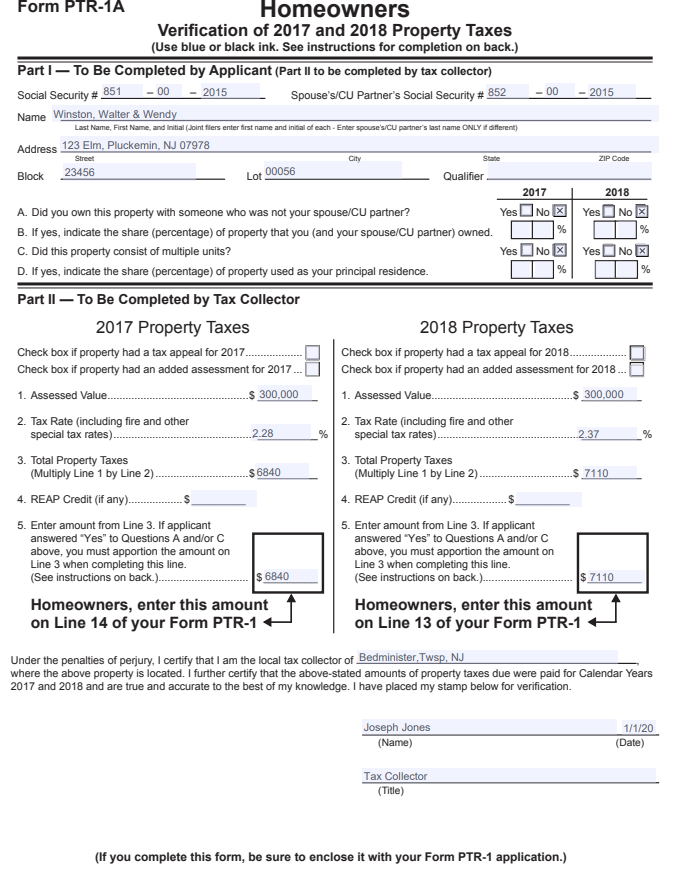 Form PTR-1A
Homeowners
Verification of 2017 and 2018 Property Taxes
(Use blue or black ink. See instructions for completion on back.)
Part I — To Be Completed by Applicant (Part II to be completed by tax collector)
Social Security # 851 – 00 – 2015 Spouse's/CU Partner's Social Security # 852 – 00 – 2015
Name Winston, Walter & Wendy
Last Name, First Name, and Initial (Joint filers enter first name and initial of each - Enter spouse's/CU partner's last name ONLY if different)
Address 123 Elm, Pluckemin, NJ 07978
Street City State ZIP Code
Block 23456 Lot 00056 Qualifier
2017 2018
A. Did you own this property with someone who was not your spouse/CU partner? Yes No Yes No
B. If yes, indicate the share (percentage) of property that you (and your spouse/CU partner) owned. % %
C. Did this property consist of multiple units? Yes No Yes No
D. If yes, indicate the share (percentage) of property used as your principal residence. % %
Part II — To Be Completed by Tax Collector
2017 Property Taxes
Check box if property had a tax appeal for 2017
Check box if property had an added assessment for 2017
1. Assessed Value $ 300,000
2. Tax Rate (including fire and other
special tax rates) 2.28 %
3. Total Property Taxes
(Multiply Line 1 by Line 2) $ 6840
4. REAP Credit (if any) $
5. Enter amount from Line 3. If applicant
answered "Yes" to Questions A and/or C
above, you must apportion the amount on
Line 3 when completing this line.
(See instructions on back.) $ 6840
Homeowners, enter this amount
on Line 14 of your Form PTR-1
2018 Property Taxes
Check box if property had a tax appeal for 2018
Check box if property had an added assessment for 2018
1. Assessed Value $ 300,000
2. Tax Rate (including fire and other
special tax rates) 2.37 %
3. Total Property Taxes
(Multiply Line 1 by Line 2) $ 7110
4. REAP Credit (if any) $
5. Enter amount from Line 3. If applicant
answered "Yes" to Questions A and/or C
above, you must apportion the amount on
Line 3 when completing this line.
(See instructions on back.) $ 7110
Homeowners, enter this amount
on Line 13 of your Form PTR-1
Under the penalties of perjury, I certify that I am the local tax collector of Bedminister,Twsp, NJ ,
where the above property is located. I further certify that the above-stated amounts of property taxes due were paid for Calendar Years
2017 and 2018 and are true and accurate to the best of my knowledge. I have placed my stamp below for verification.
Joseph Jones 1/1/20
(Name) (Date)
Tax Collector
(Title)
(If you complete this form, be sure to enclose it with your Form PTR-1 application.)